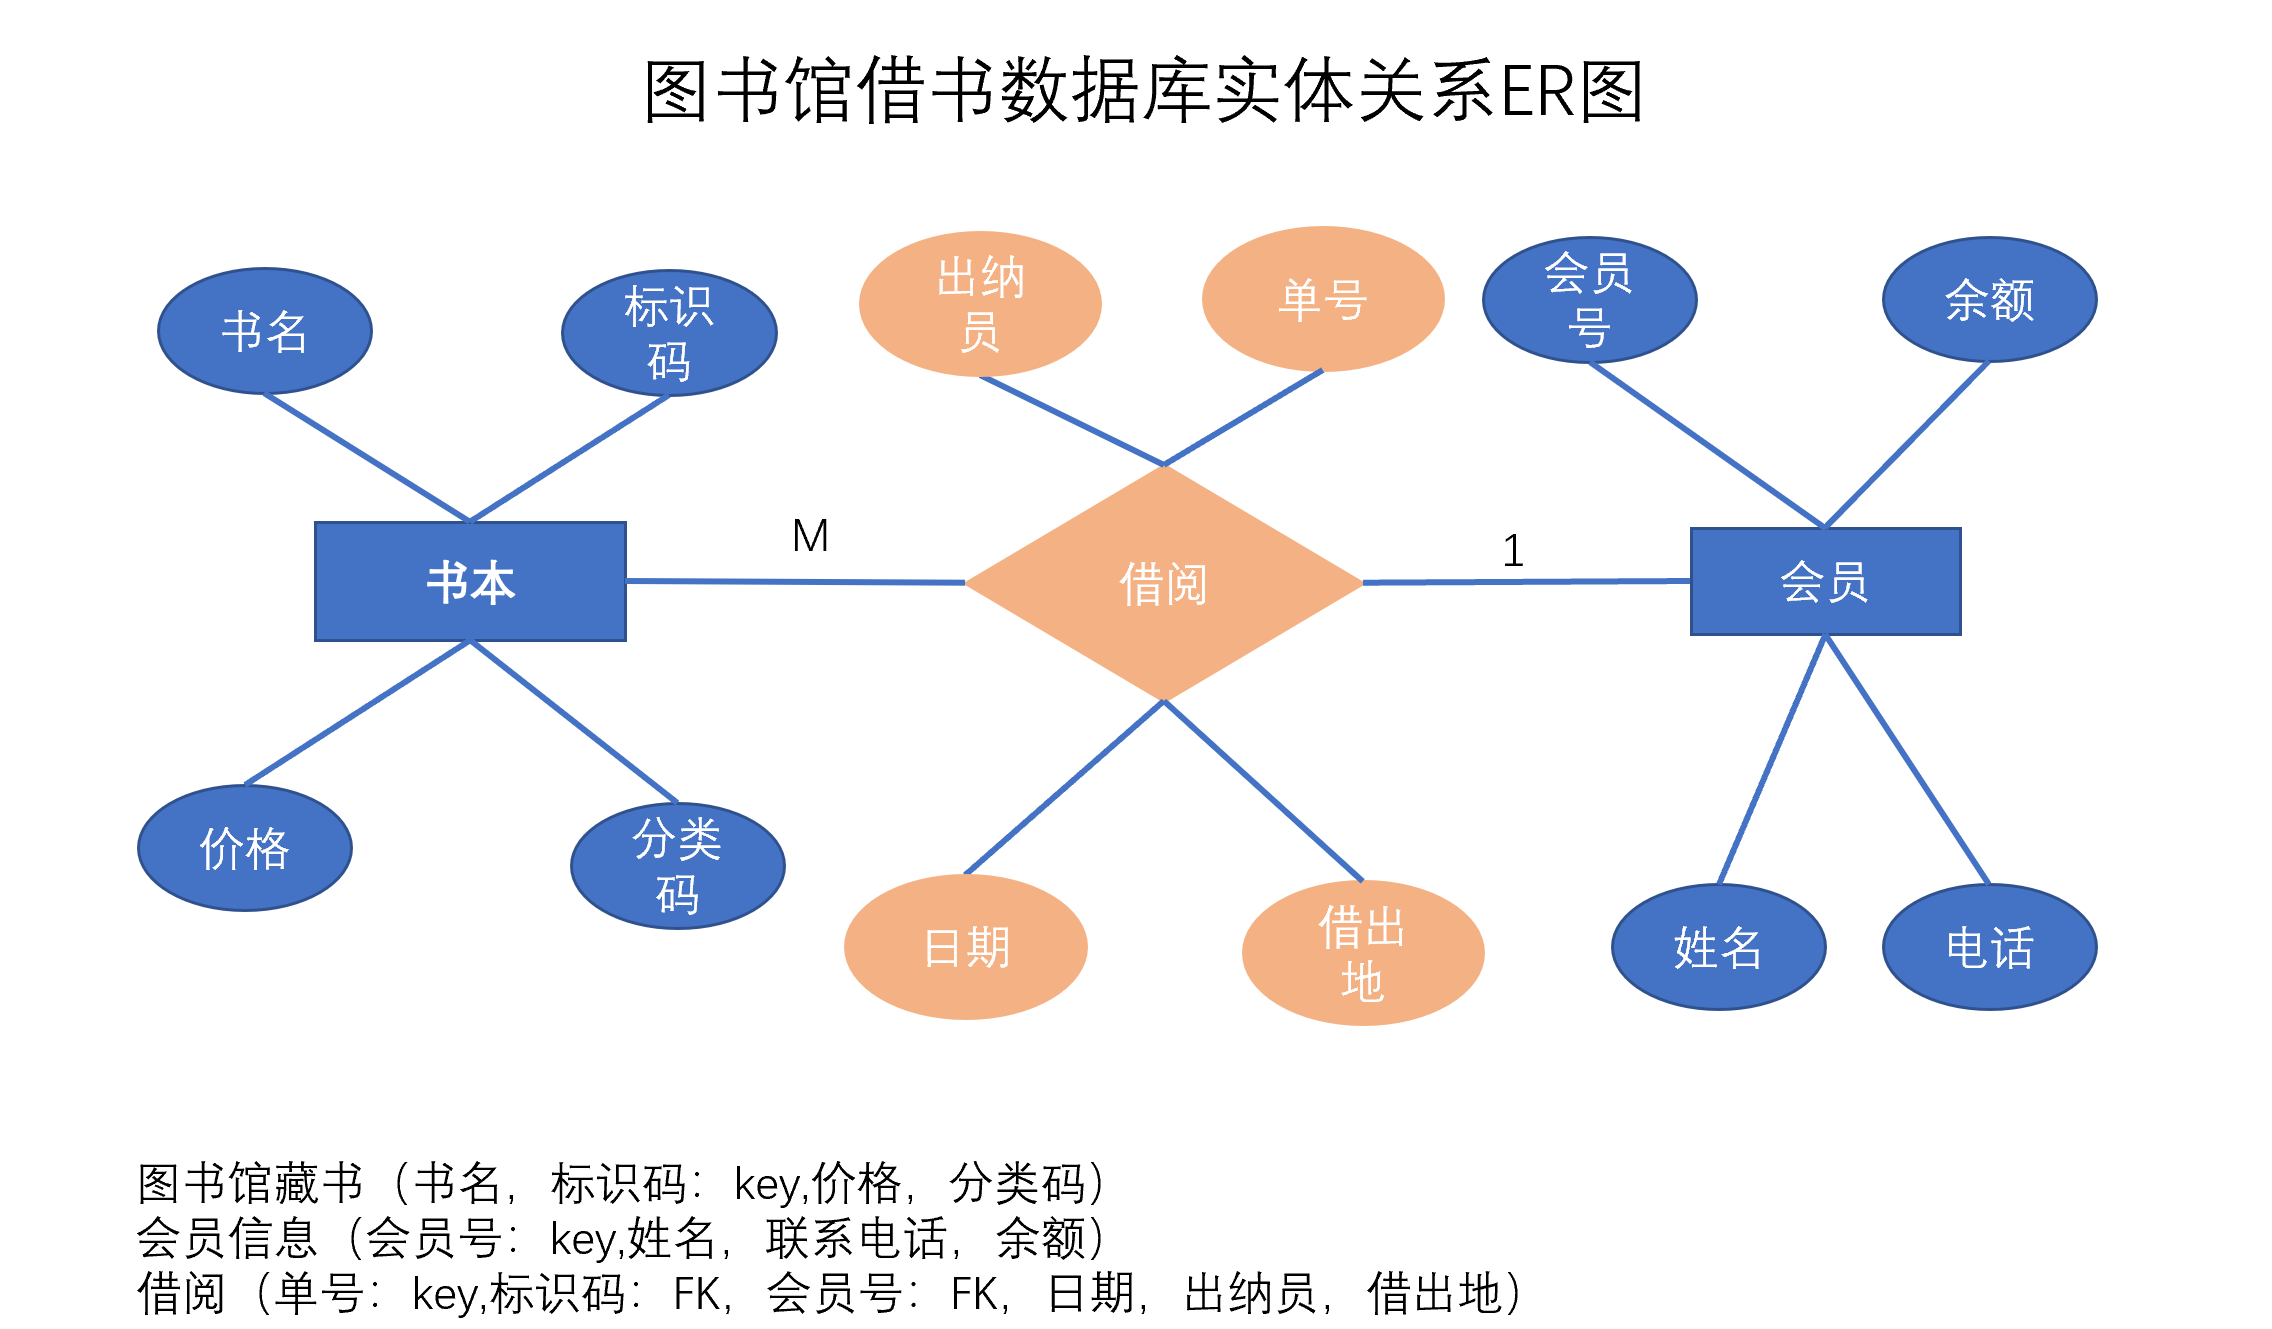 图书馆借书数据库实体关系ER图
书名
标识
码
出纳
员
单号
会员
号
余额
书本
M
借阅
1
会员
价格
分类
码
日期
借出
地
姓名
电话
图书馆藏书（书名，标识码：key,价格，分类码）
会员信息（会员号：key,姓名，联系电话，余额）
借阅（单号：key,标识码：FK，会员号：FK，日期，出纳员，借出地）